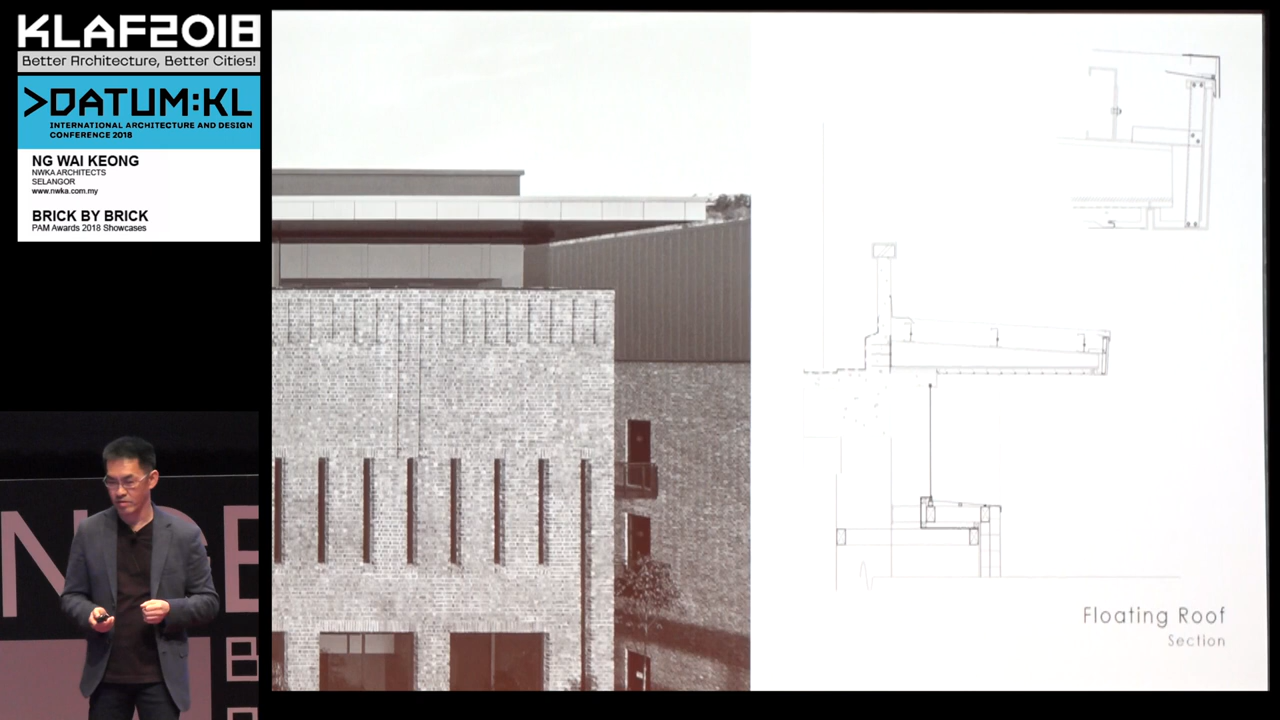 KLAF2018
Better Architecture, Better Cities!
>DATUM:KL
INTERNATIONAL ARCHITECTURE AND DESIGN
CONFERENCE 2018
NG WAI KEONG
NWKA ARCHITECTS
SELANGOR
www.nwka.com.my
BRICK BY BRICK
PAM Awards 2018 Showcases
Floating Roof
Section